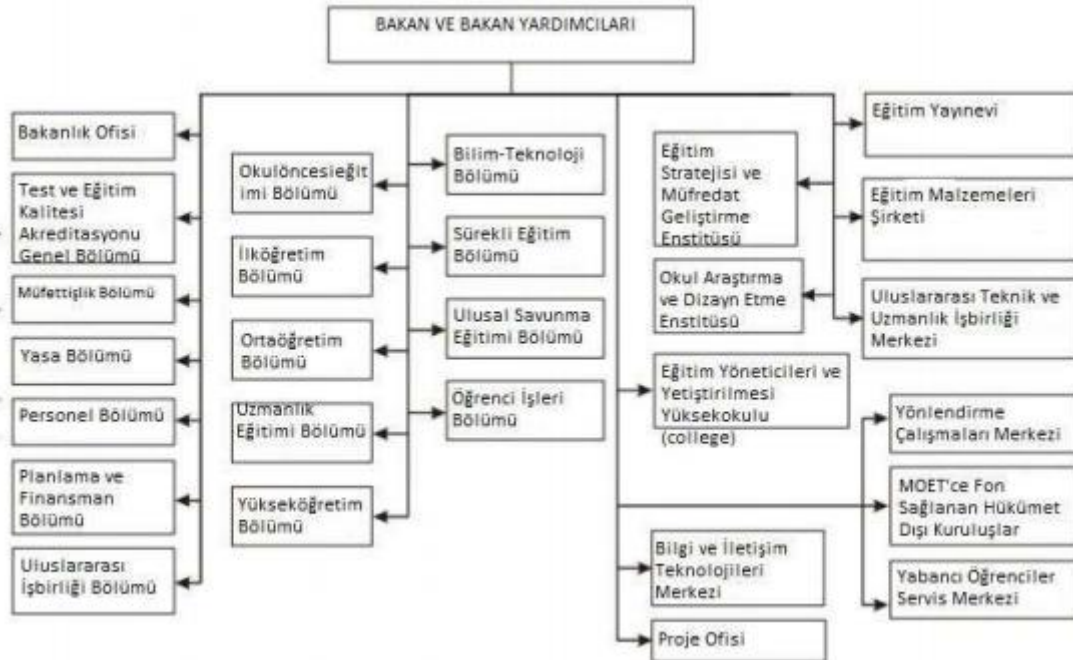 BAKAN VE BAKAN YARDIMCILARI
Bakanlık Ofisi
Test ve Eğitim
Kalitesi
Akreditasyonu
Genel Bölümü
Müfettişlik Bölümü
Yasa Bölümü
Personel Bölümü
Planlama ve
Finansman
Bölümü
Uluslararası
İşbirliği Bölümü
Okulöncesieğit
imi Bölümü
İlköğretim
Bölümü
Ortaöğretim
Bölümü
Uzmanlık
Eğitimi Bölümü
Yükseköğretim
Bölümü
Bilim-Teknoloji
Bölümü
Sürekli Eğitim
Bölümü
Ulusal Savunma
Eğitimi Bölümü
Öğrenci İşleri
Bölümü
Eğitim
Stratejisi ve
Müfredat
Geliştirme
Enstitüsü
Okul Araştırma
ve Dizayn Etme
Enstitüsü
Eğitim Yöneticileri ve
Yetiştirilmesi
Yüksekokulu
(college)
Bilgi ve İletişim
Teknolojileri
Merkezi
Proje Ofisi
Eğitim Yayınevi
Eğitim Malzemeleri
Şirketi
Uluslararası Teknik ve
Uzmanlık İşbirliği
Merkezi
Yönlendirme
Çalışmaları Merkezi
MOET'ce Fon
Sağlanan Hükümet
Dışı Kuruluşlar
Yabancı Öğrenciler
Servis Merkezi